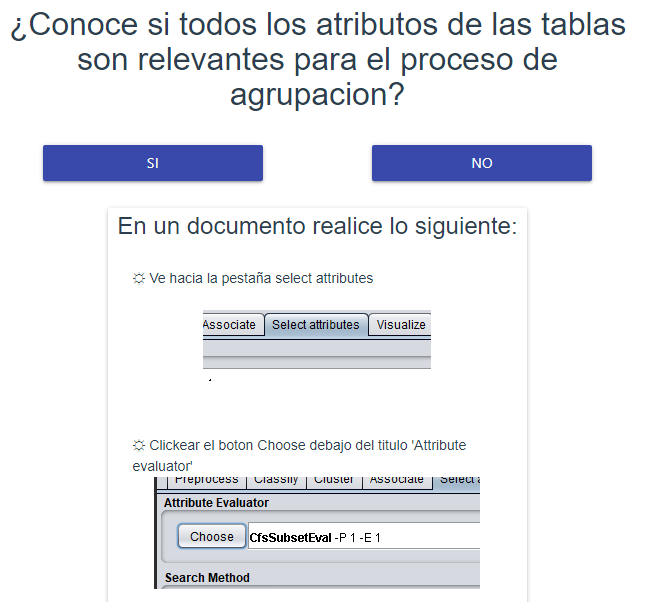 ¿Conoce si todos los atributos de las tablas
son relevantes para el proceso de
agrupacion?
SI
NO
En un documento realice lo siguiente:
Ve hacia la pestaña select attributes
Associate Select attributes Visualize
Clickear el boton Choose debajo del titulo 'Attribute
evaluator'
Preprocess Classify Cluster Associate Select a
Attribute Evaluator
Choose CfsSubsetEval -P 1 -E 1
Search Method